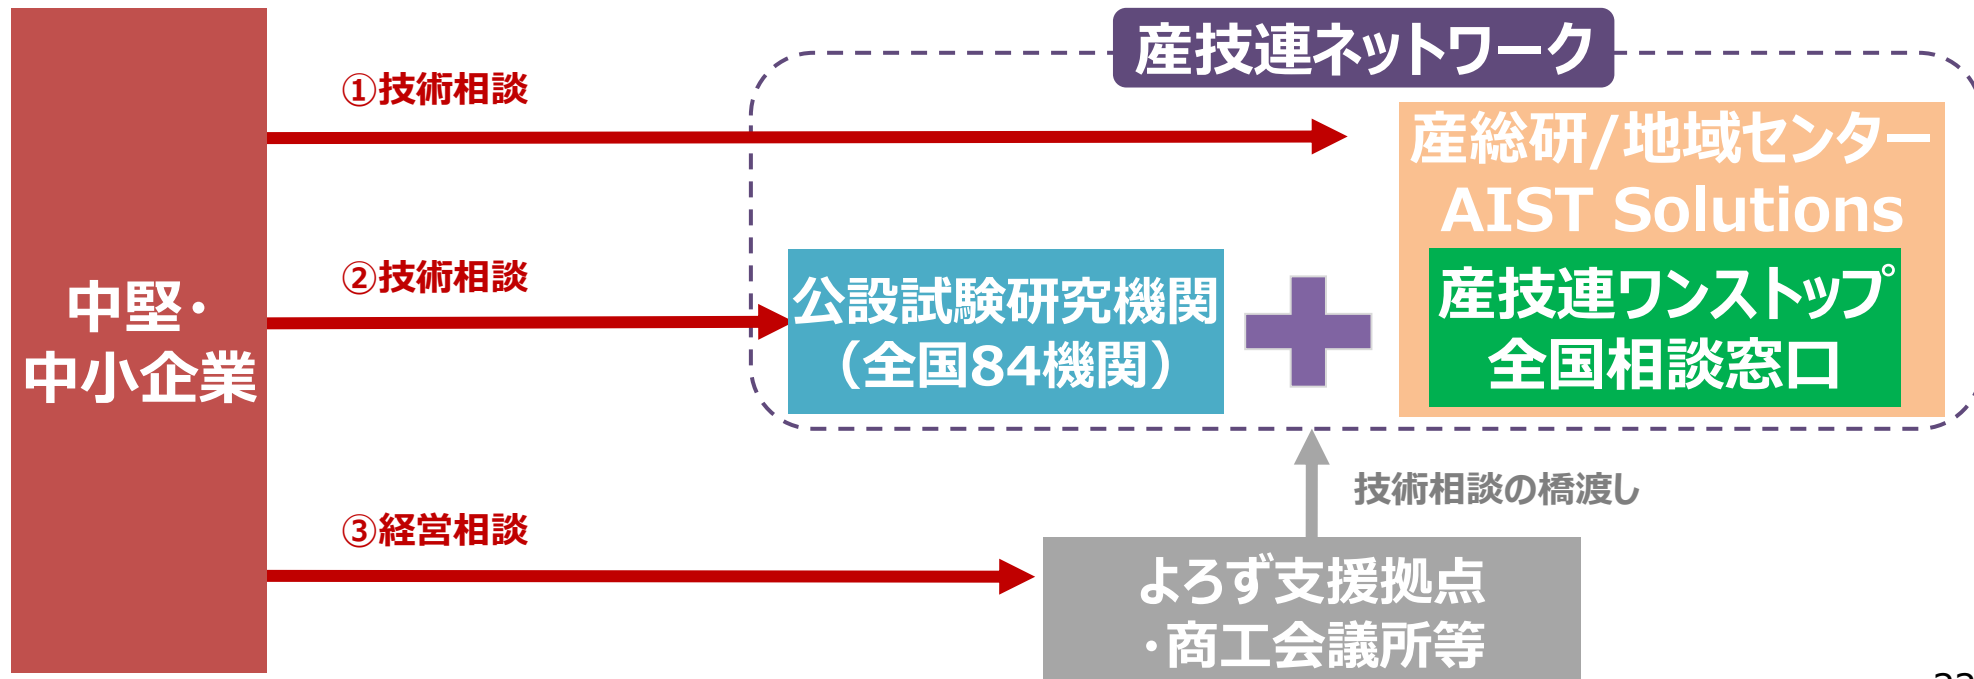 産技連ネットワーク
①技術相談
産総研/地域センター
AIST Solutions
②技術相談
公設試験研究機関
（全国84機関）
産技連ワンストップ
全国相談窓口
中堅・
中小企業
技術相談の橋渡し
③経営相談
よろず支援拠点
・商工会議所等